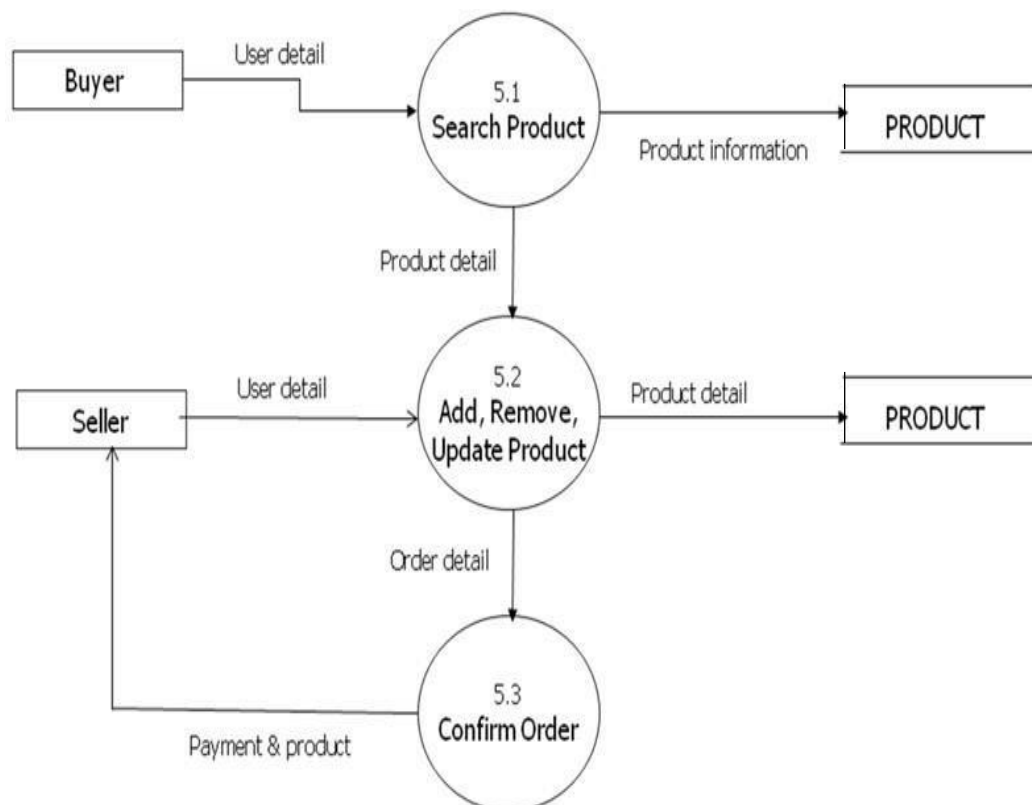 User detail
Buyer
5.1
Search Product
PRODUCT
Product information
Product detail
User detail
Seller
5.2
Add, Remove,
Update Product
Product detail
PRODUCT
Order detail
5.3
Confirm Order
Payment & product